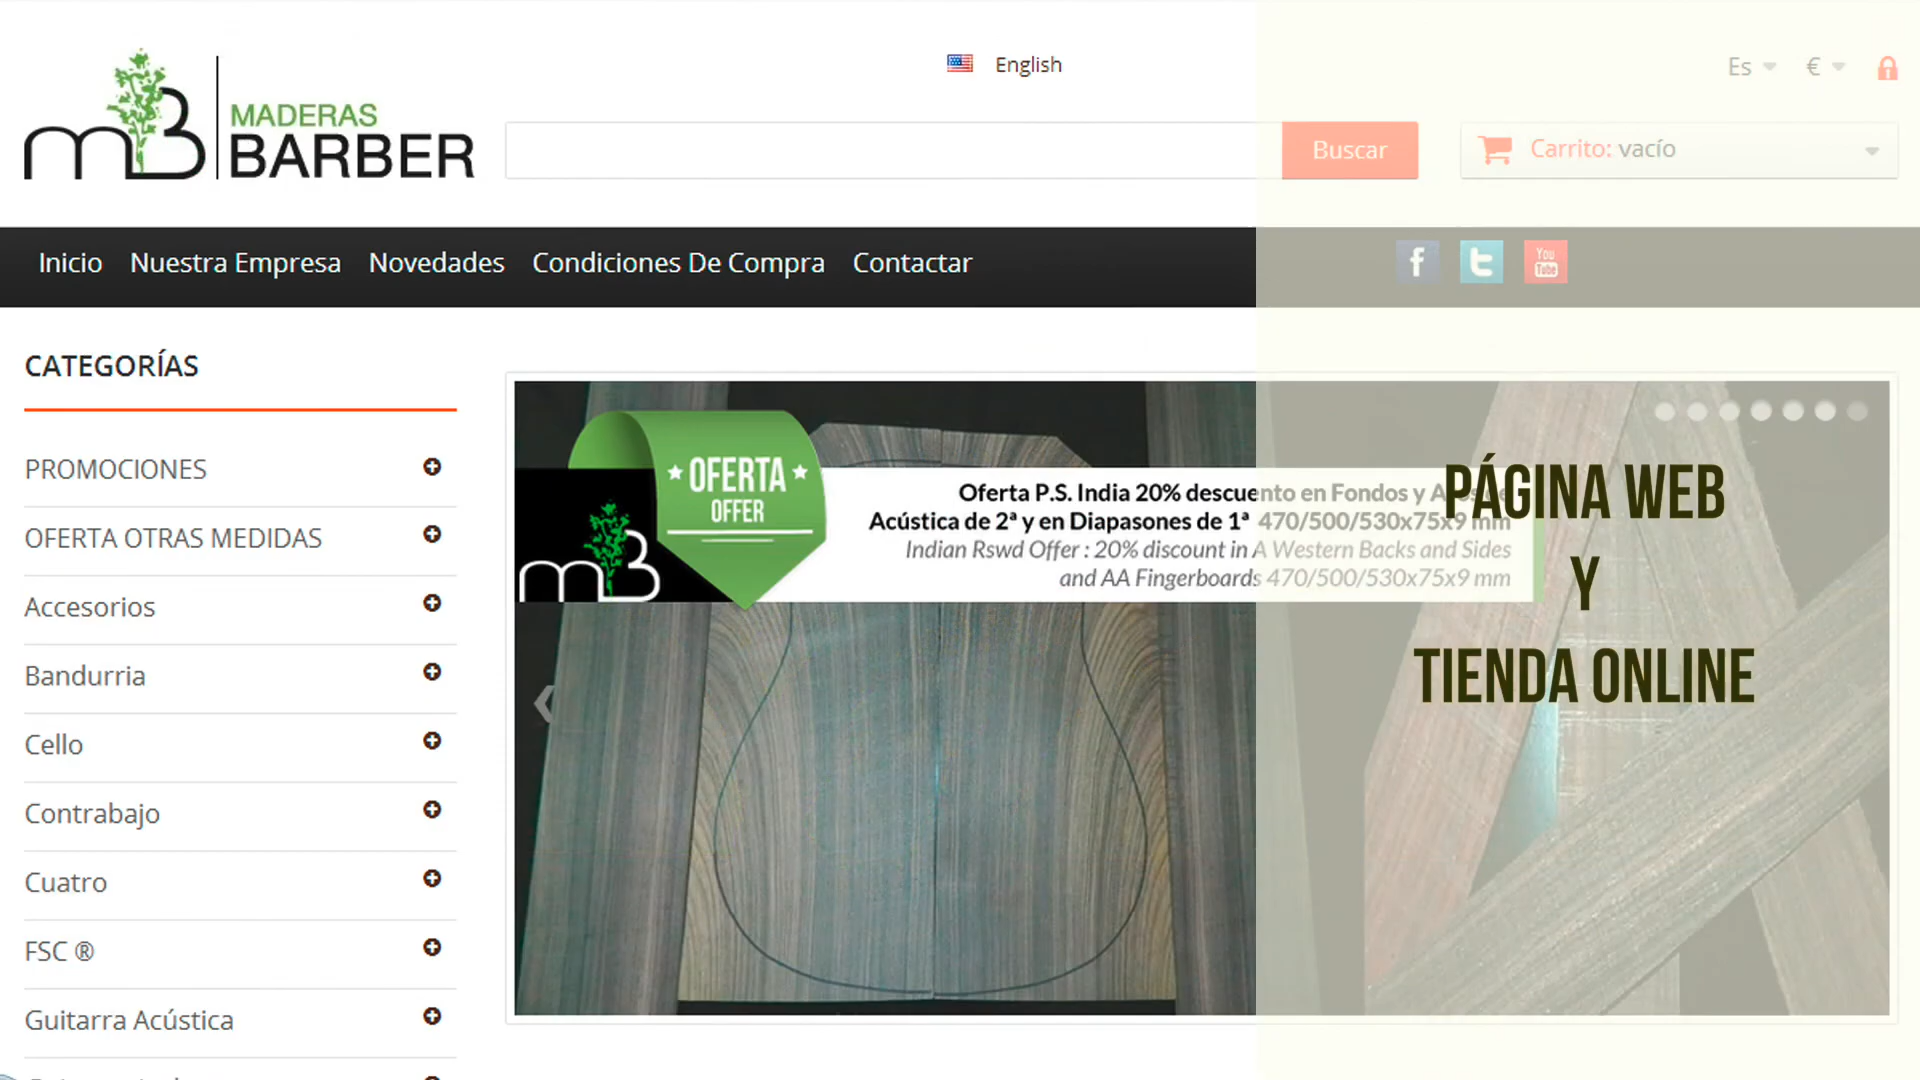 English
Es
€
MADERAS
BARBER
Buscar
Carrito: vacío
Inicio
Nuestra Empresa
Novedades
Condiciones De Compra
Contactar
f
t
You
Tube
CATEGORÍAS
PROMOCIONES
OFERTA OTRAS MEDIDAS
Accesorios
Bandurria
Cello
Contrabajo
Cuatro
FSC ®
Guitarra Acústica
OFERTA
OFFER
mB
Oferta P.S. India 20% descuento en Fondos y A
Acústica de 2ª y en Diapasones de 1ª 470/500/530x75x9 mm
Indian Rswd Offer : 20% discount in A Western Backs and Sides
and AA Fingerboards 470/500/530x75x9 mm
PÁGINA WEB
Y
TIENDA ONLINE